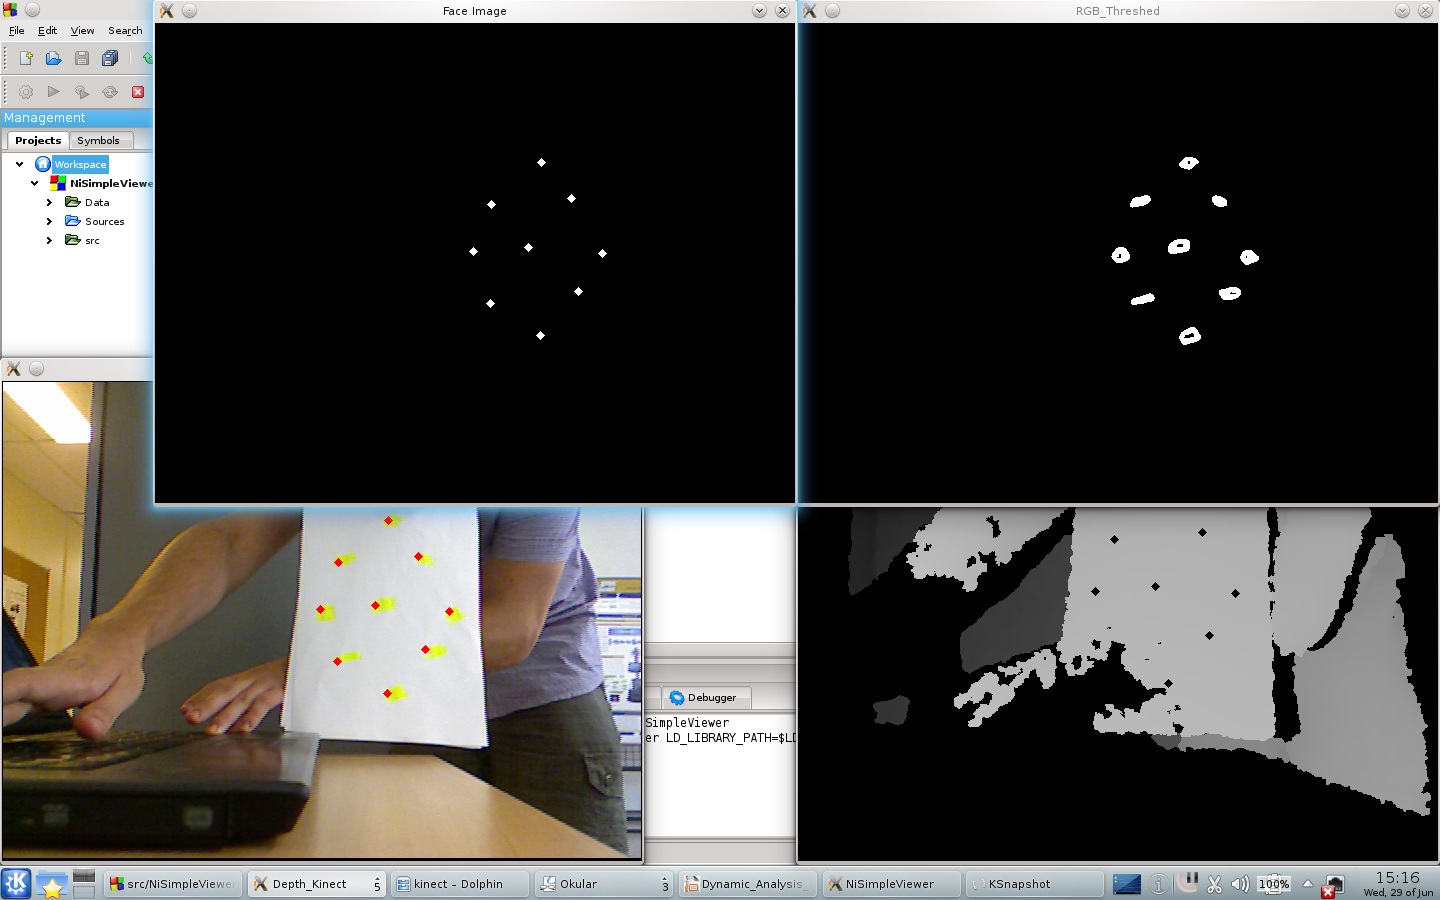 Face Image
RGB_Threshed
File Edit View Search
Management
Projects Symbols
Workspace
NiSimpleViewe
Data
Sources
src
Debugger
SimpleViewer
er LD_LIBRARY_PATH=$LD
src/NiSimpleViewer
Depth_Kinect 5
kinect – Dolphin
Okular 3
Dynamic_Analysis_
NiSimpleViewer
KSnapshot
100%
15:16
Wed, 29 of Jun